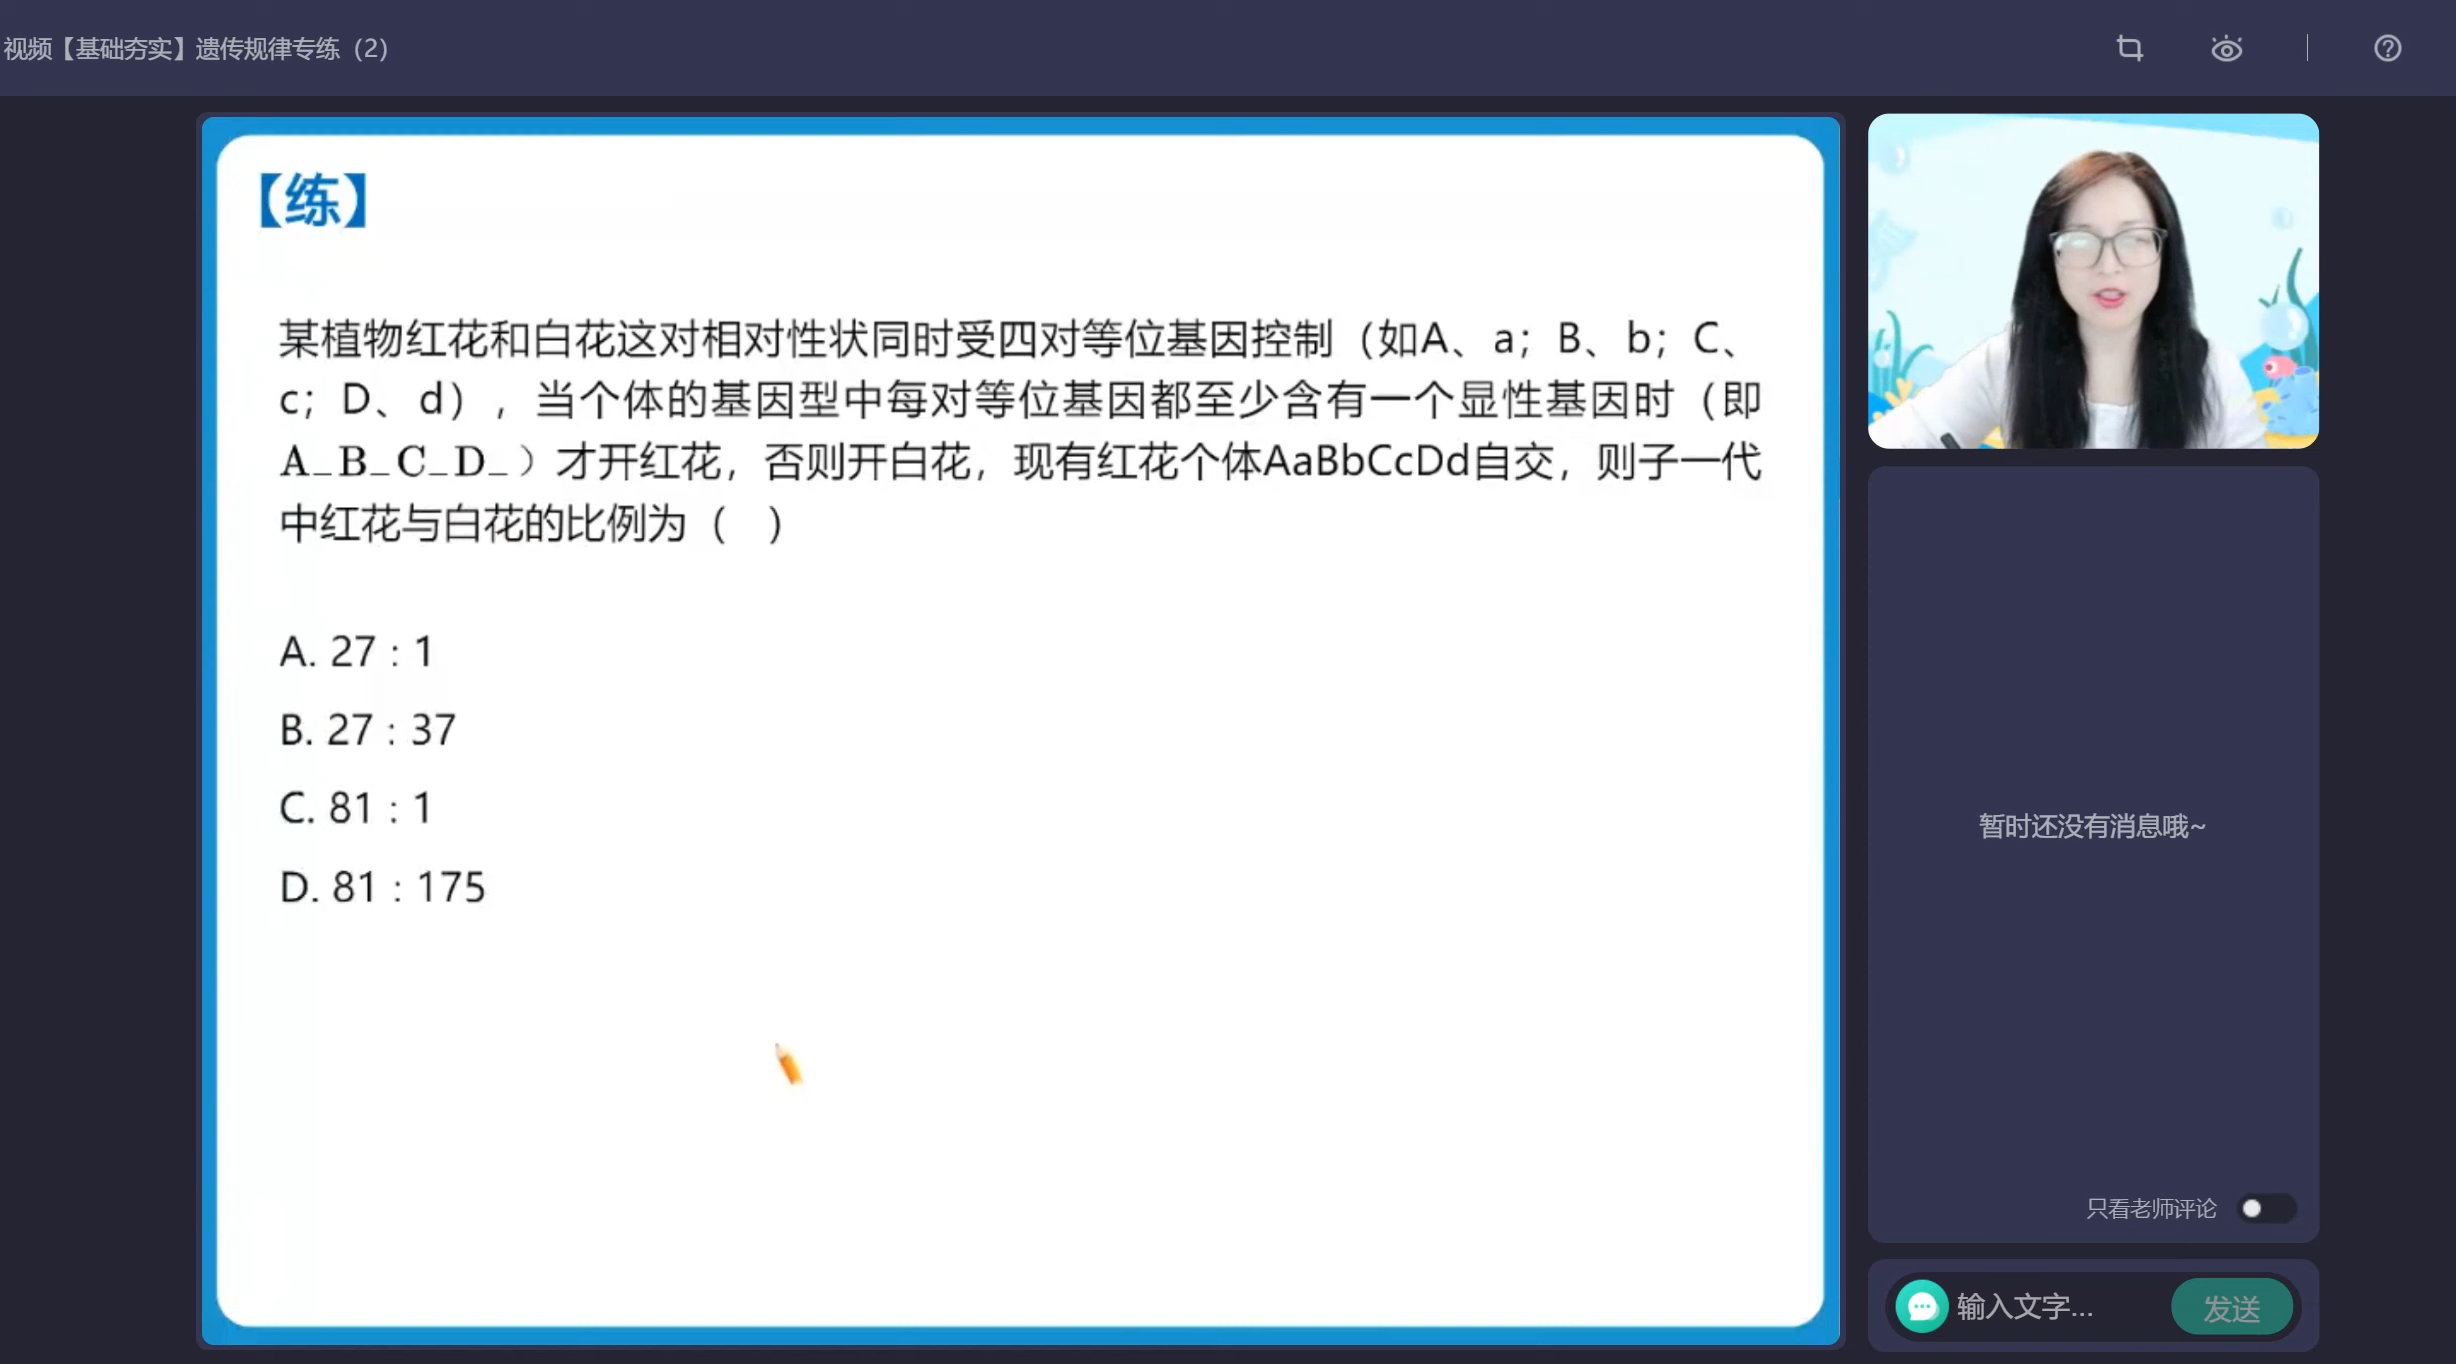 视频【基础夯实】遗传规律专练（2）
【练】
某植物红花和白花这对相对性状同时受四对等位基因控制（如A、a；B、b；C、
c；D、d），当个体的基因型中每对等位基因都至少含有一个显性基因时（即
A_B_C_D_）才开红花，否则开白花，现有红花个体AaBbCcDd自交，则子一代
中红花与白花的比例为（ ）
A. 27 : 1
B. 27 : 37
C. 81 : 1
D. 81 : 175
暂时还没有消息哦~
只看老师评论
输入文字...
发送